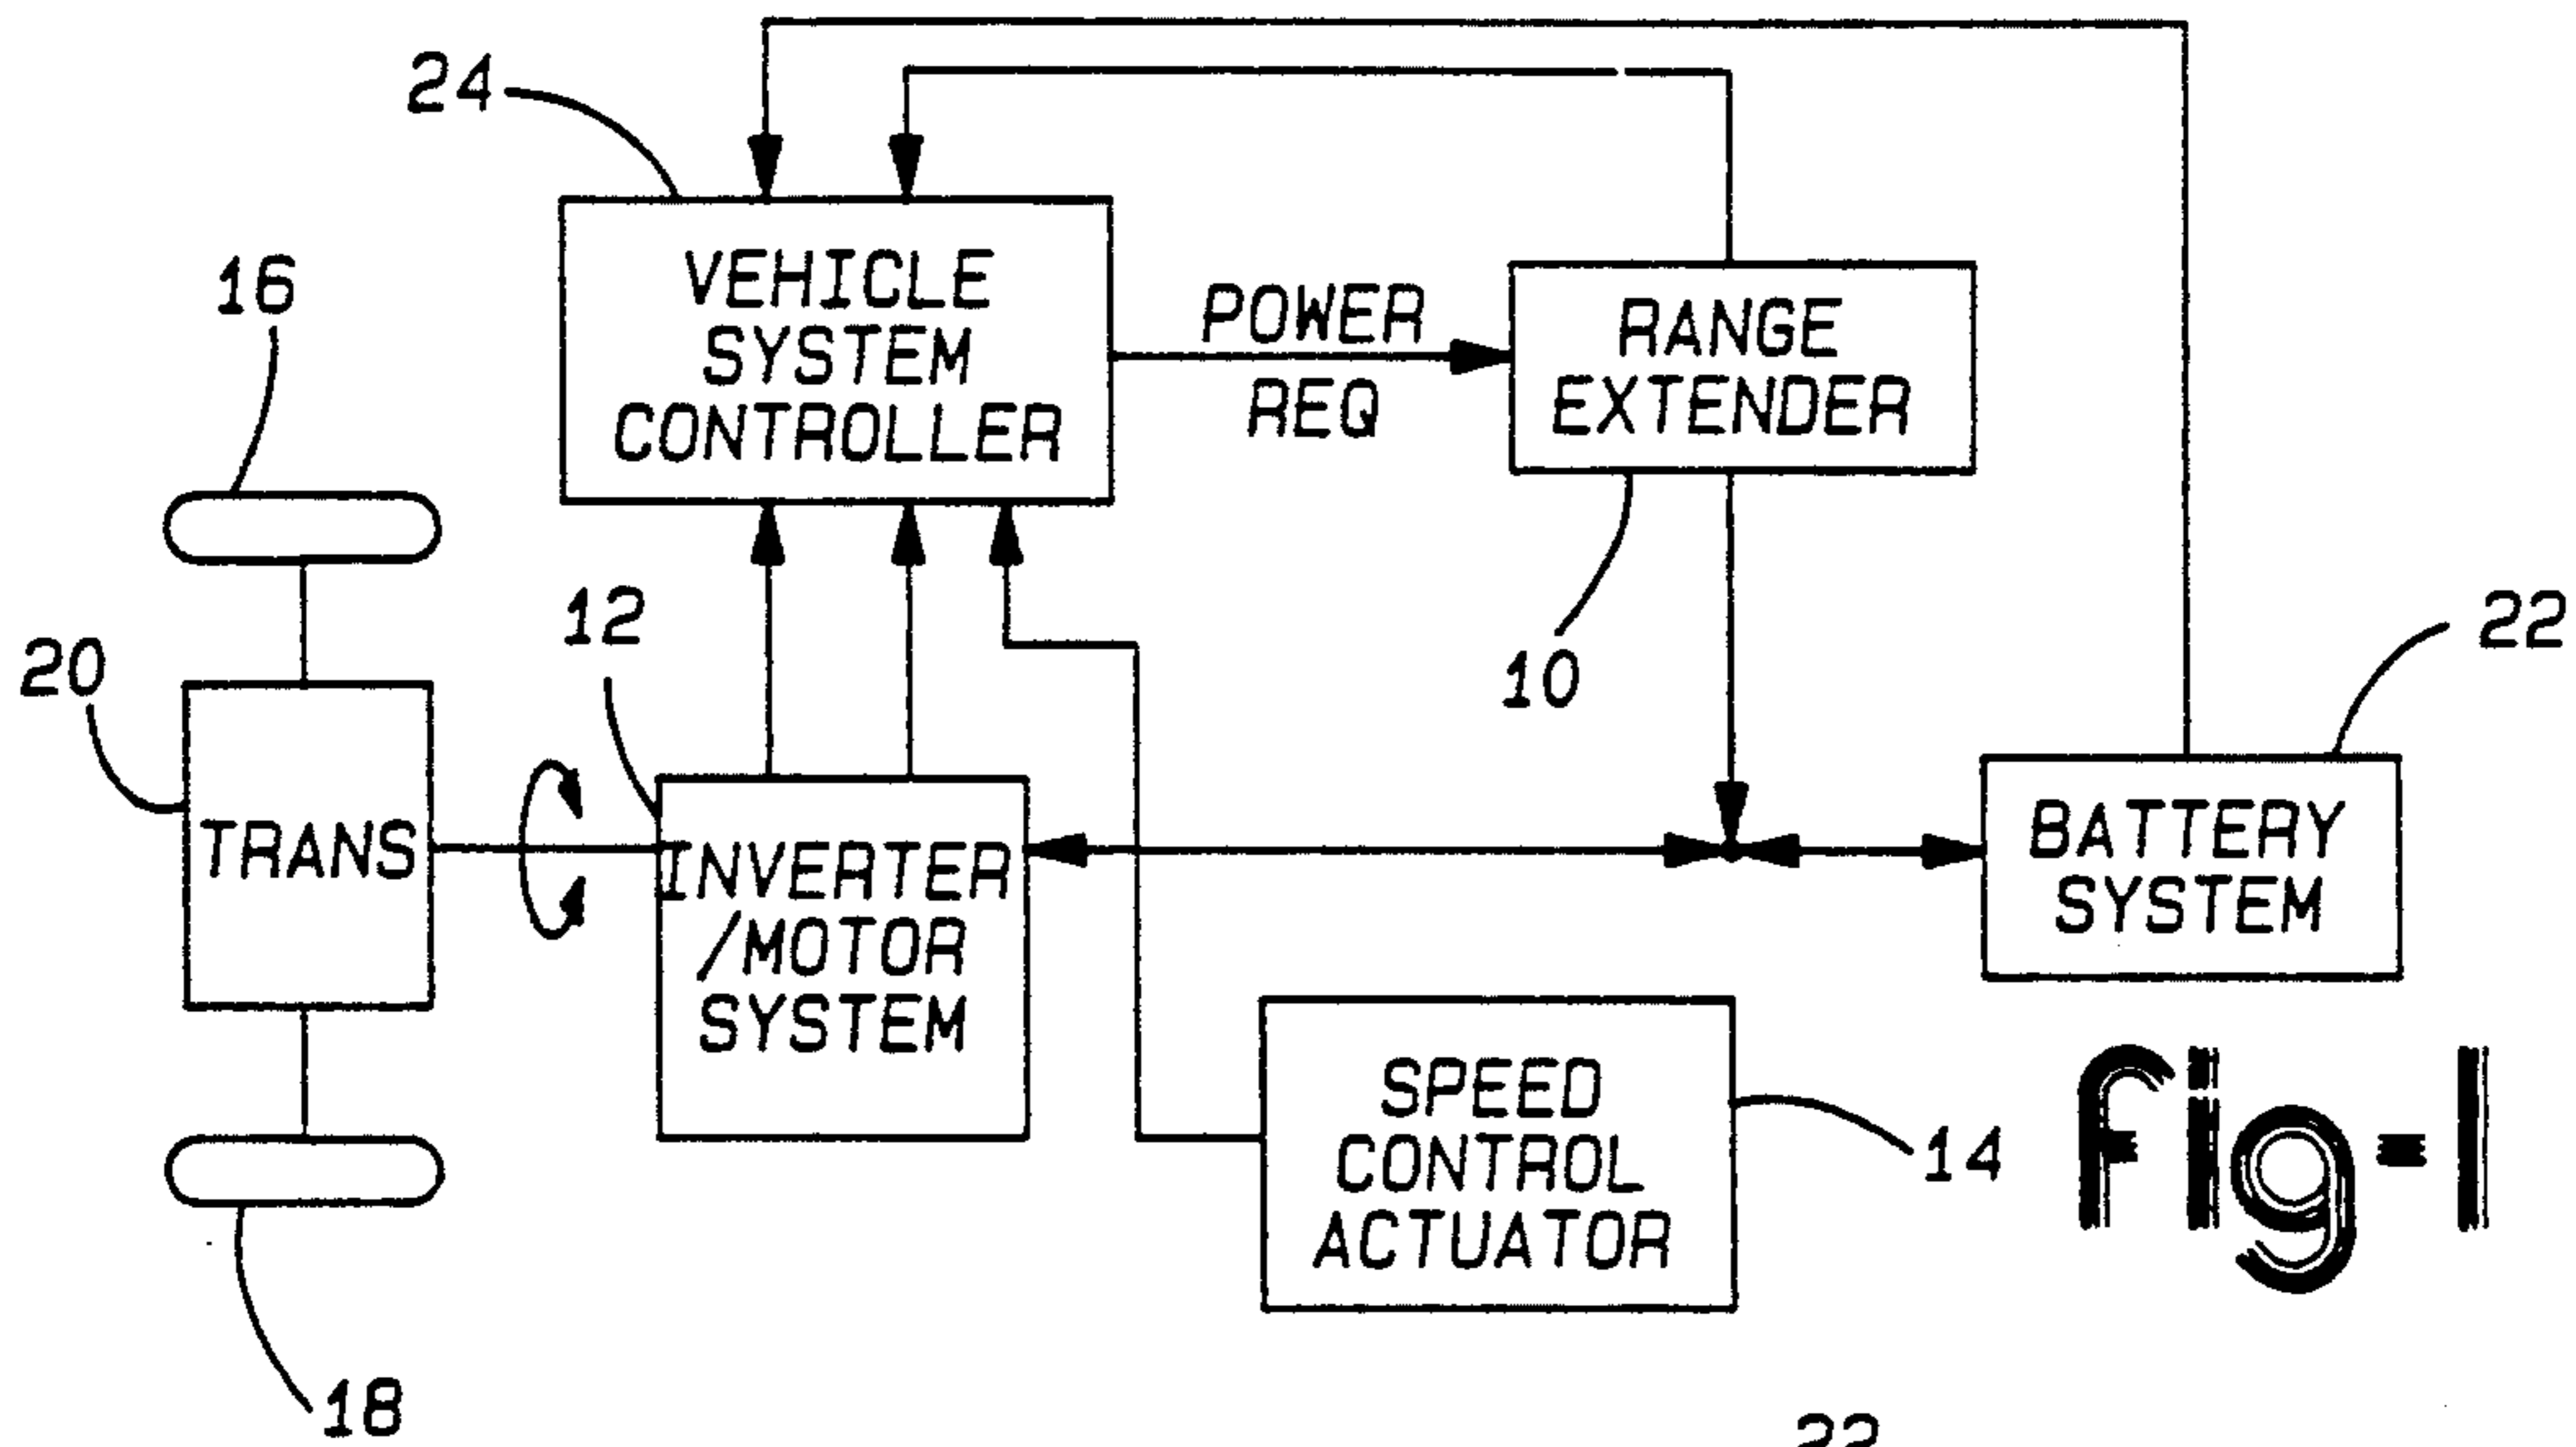 24
VEHICLE
SYSTEM
CONTROLLER
POWER
REQ
RANGE
EXTENDER
16
12
10
22
20
TRANS
INVERTER
/MOTOR
SYSTEM
BATTERY
SYSTEM
SPEED
CONTROL
ACTUATOR
14
Fig-1
18
22